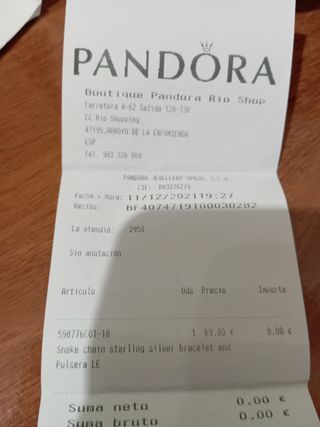 PANDORA
Boutique Pandora Rio Shop
Carretera A-62 Salida 128-130
CC Rio Shopping
47195,ARROYO DE LA ENCOMIENDA
ESP
Tel. 983 326 068
PANDORA JEWELLERY SPAIN, S.L.U.
CIF: B83276279
Fecha + Hora: 11/12/2021 19:27
Recibo: BF4074719100030282
Le atendió: 2950
Sin anotación
Artículo Uds Precio Importe
590776C01-18 1 69.00 € 0.00 €
Snake chain sterling silver bracelet and
Pulsera LE
Suma neto 0.00 €
Suma bruto 0.00 €